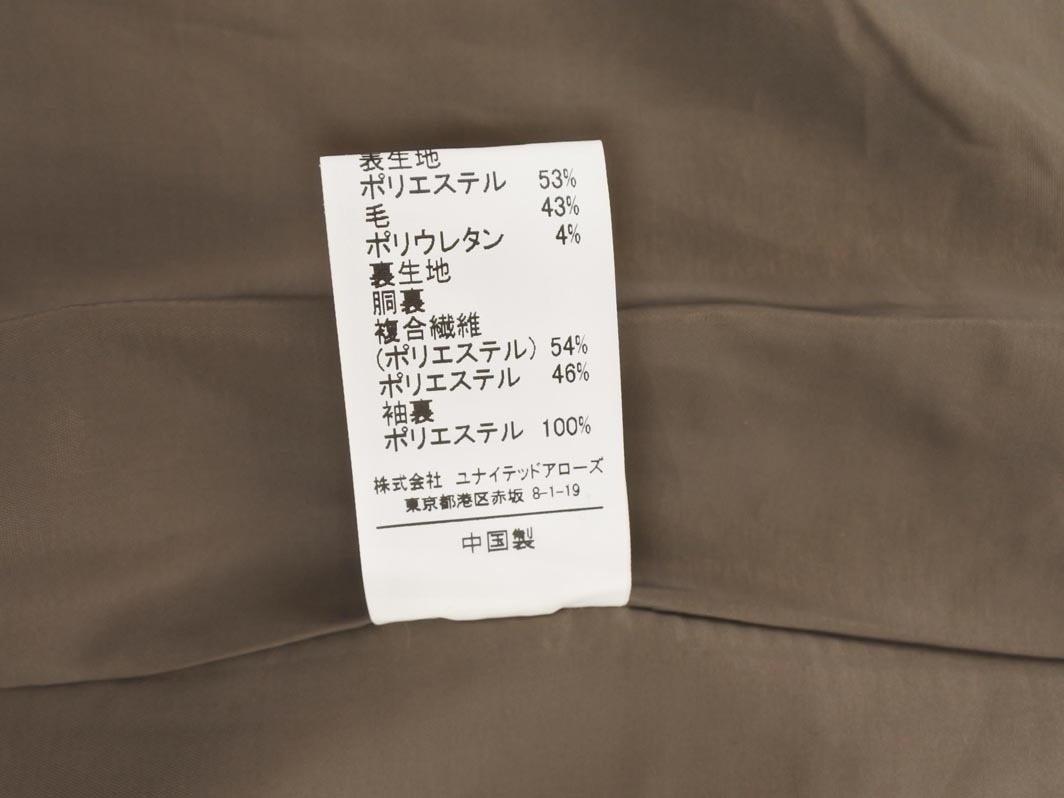 表生地
ポリエステル 53%
毛 43%
ポリウレタン 4%
裏生地
胴裏
複合繊維
(ポリエステル) 54%
ポリエステル 46%
袖裏
ポリエステル 100%
株式会社 ユナイテッドアローズ
東京都港区赤坂 8-1-19
中国製